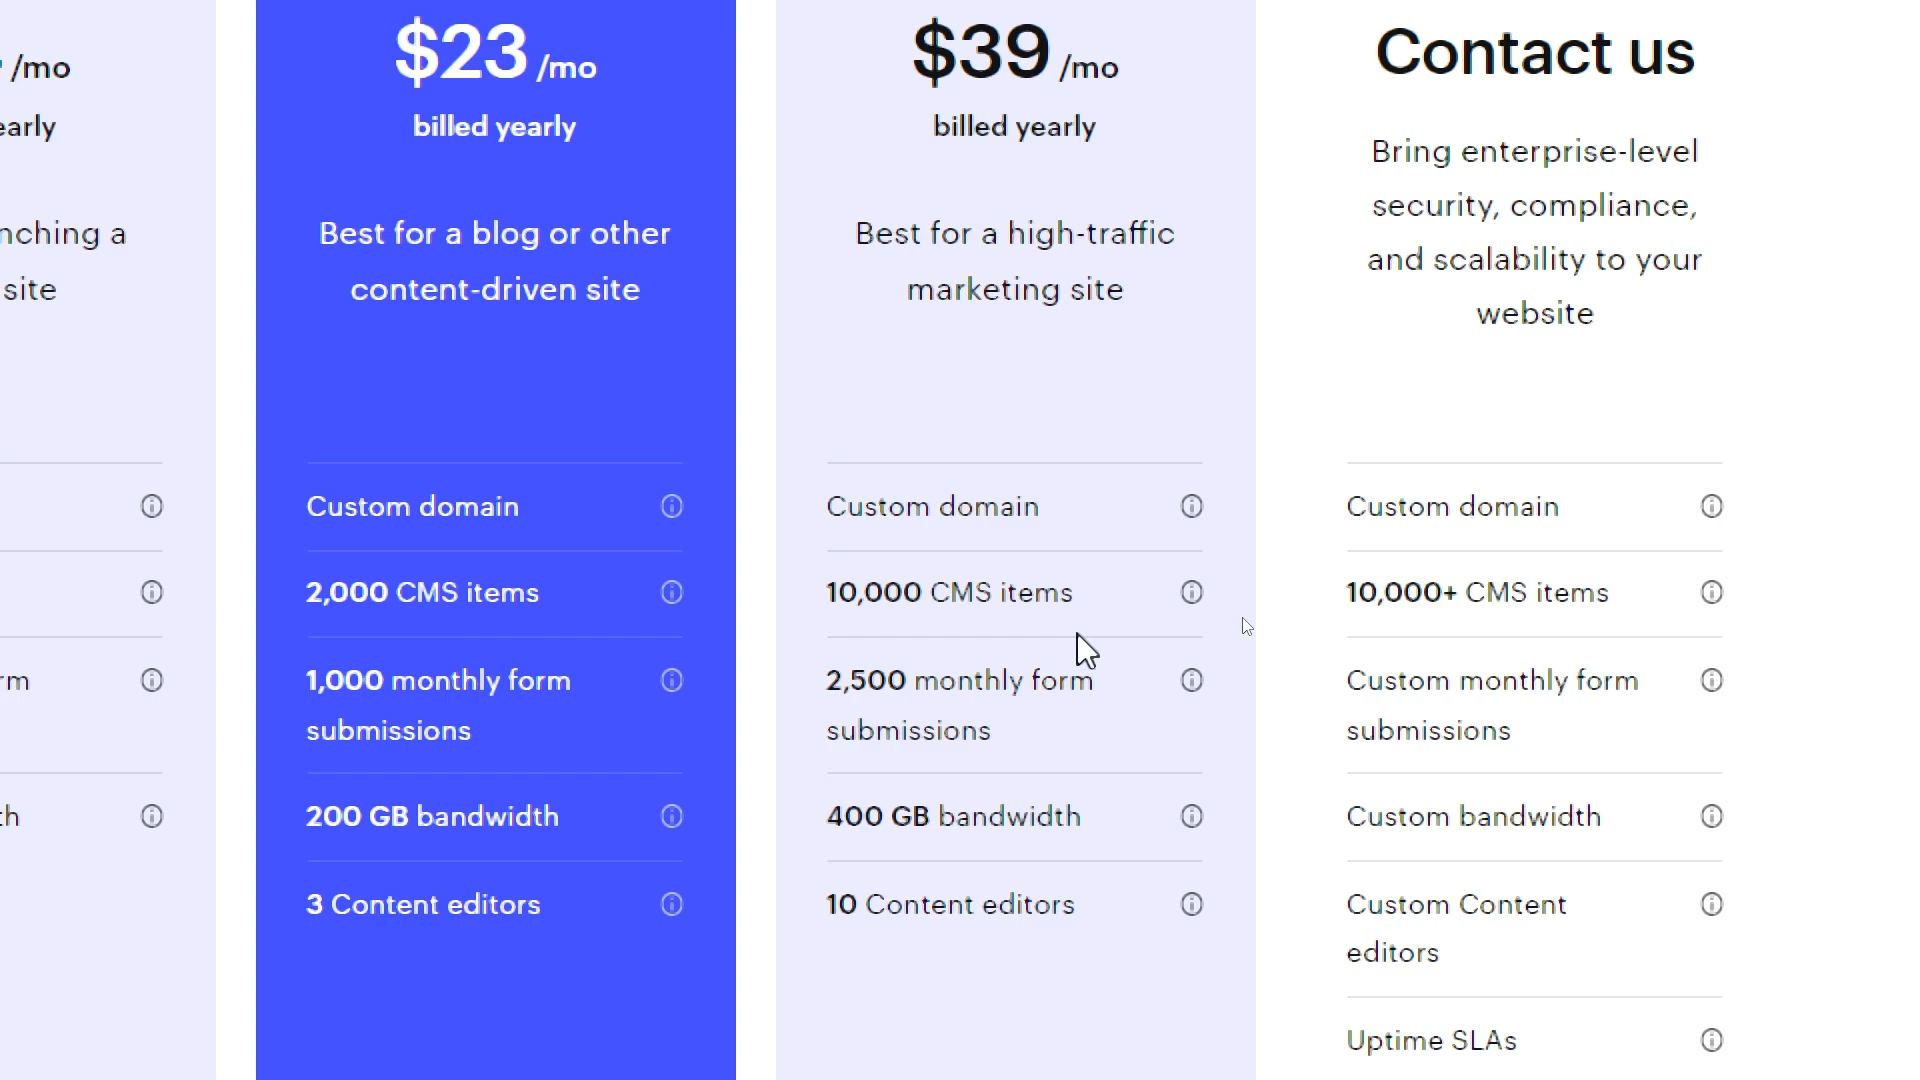 /mo
early
nching a
site
rm
th
$23 /mo
billed yearly
Best for a blog or other
content-driven site
Custom domain
2,000 CMS items
1,000 monthly form
submissions
200 GB bandwidth
3 Content editors
$39 /mo
billed yearly
Best for a high-traffic
marketing site
Custom domain
10,000 CMS items
2,500 monthly form
submissions
400 GB bandwidth
10 Content editors
Contact us
Bring enterprise-level
security, compliance,
and scalability to your
website
Custom domain
10,000+ CMS items
Custom monthly form
submissions
Custom bandwidth
Custom Content
editors
Uptime SLAs